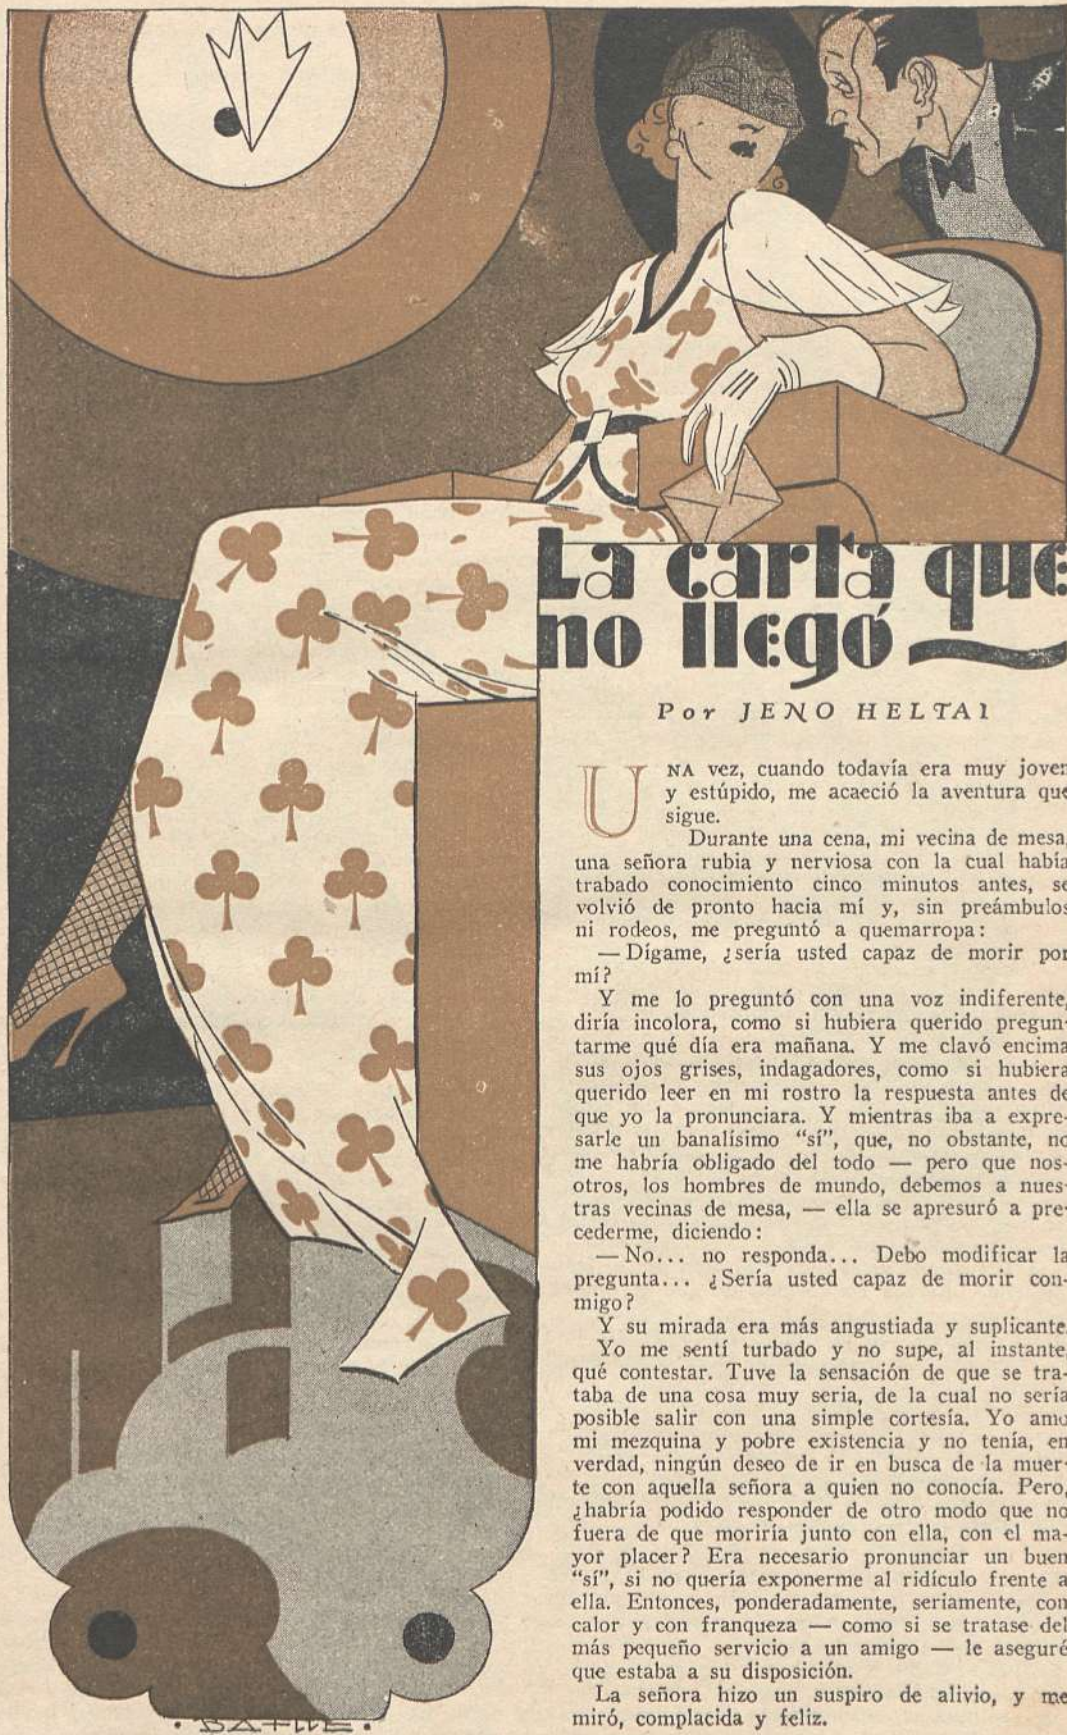 La carta que
no llegó
Por JENO HELTAI
UNA vez, cuando todavía era muy joven
y estúpido, me acaeció la aventura que
sigue.
Durante una cena, mi vecina de mesa,
una señora rubia y nerviosa con la cual había
trabado conocimiento cinco minutos antes, se
volvió de pronto hacia mí y, sin preámbulos
ni rodeos, me preguntó a quemarropa:
— Dígame, ¿sería usted capaz de morir por
mí?
Y me lo preguntó con una voz indiferente,
diría incolora, como si hubiera querido pregun-
tarme qué día era mañana. Y me clavó encima
sus ojos grises, indagadores, como si hubiera
querido leer en mi rostro la respuesta antes de
que yo la pronunciara. Y mientras iba a expre-
sarle un banalísimo “sí”, que, no obstante, no
me habría obligado del todo — pero que nos-
otros, los hombres de mundo, debemos a nues-
tras vecinas de mesa, — ella se apresuró a pre-
cederme, diciendo:
— No... no responda... Debo modificar la
pregunta... ¿Sería usted capaz de morir con-
migo?
Y su mirada era más angustiada y suplicante.
Yo me sentí turbado y no supe, al instante,
qué contestar. Tuve la sensación de que se tra-
taba de una cosa muy seria, de la cual no sería
posible salir con una simple cortesía. Yo amo
mi mezquina y pobre existencia y no tenía, en
verdad, ningún deseo de ir en busca de la muer-
te con aquella señora a quien no conocía. Pero,
¿habría podido responder de otro modo que no
fuera de que moriría junto con ella, con el ma-
yor placer? Era necesario pronunciar un buen
“sí”, si no quería exponerme al ridículo frente a
ella. Entonces, ponderadamente, seriamente, con
calor y con franqueza — como si se tratase del
más pequeño servicio a un amigo — le aseguré
que estaba a su disposición.
La señora hizo un suspiro de alivio, y me
miró, complacida y feliz.